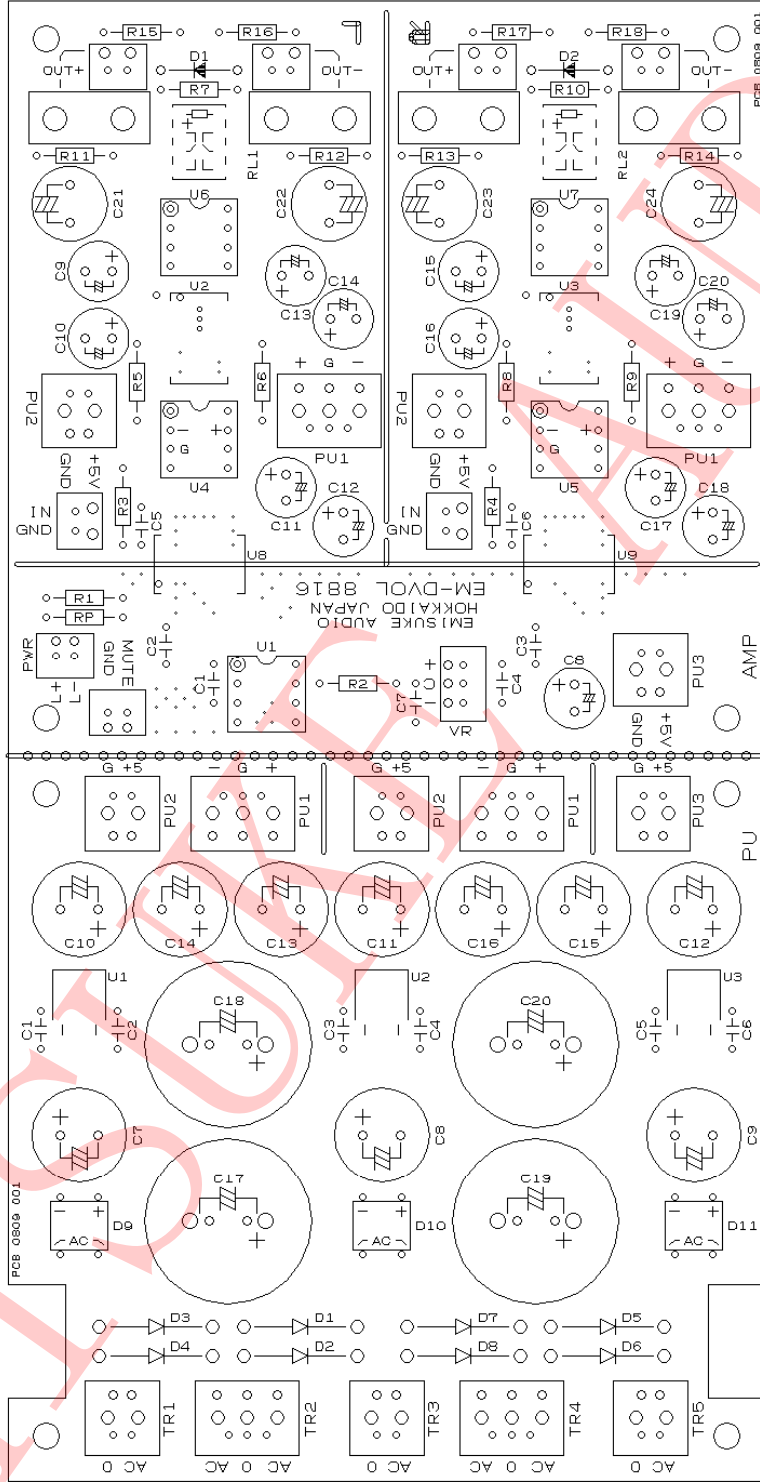 R15 R16 L R R17 R18
OUT+ D1 OUT- OUT+ D2 OUT-
PCB 0809 001
R7 R10
RL1 RL2
R11 R12 R13 R14
C21 U6 C22 C23 U7 C24
C9 U2 C14 C15 U3 C20
C13 C19
C10 C16
R5 R6 + G - R8 R9 + G -
PU2 - + G PU1 PU2 - + G PU1
GND +5V U4 C12 GND +5V U5 C18
IN GND R3 C5 C11 IN GND R4 C6 C17
U8 U9
EM-DVOL 8816
HOKKAIDO JAPAN
EMISUKE AUDIO
R1
RP
PWR L+ L- GND MUTE C2 C1 U1 R2 C7 + C - VR C4 C3 C8 PU3 GND +5V
AMP
G +5 - G + G +5 - G + G +5
PU2 PU1 PU2 PU1 PU3
PU
C10 C14 C13 C11 C16 C15 C12
U1 C18 U2 C20 U3
C1 C2 C3 C4 C5 C6
C7 C8 C9
C17 C19
- + AC D9 - + AC D10 - + AC D11
PCB 0809 001
D3 D1 D7 D5
D4 D2 D8 D6
TR1 TR2 TR3 TR4 TR5
AC 0 AC 0 AC AC 0 AC 0 AC AC 0
ITSUKE AU